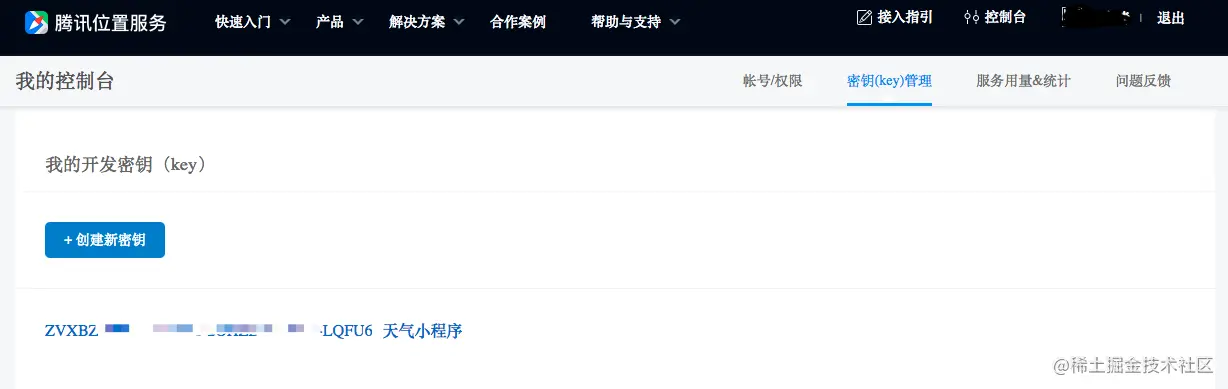 腾讯位置服务 快速入门 产品 解决方案 合作案例 帮助与支持 接入指引 控制台 退出
我的控制台 帐号/权限 密钥(key)管理 服务用量&统计 问题反馈
我的开发密钥（key）
+ 创建新密钥
ZVXBZ -LQFU6 天气小程序
@稀土掘金技术社区